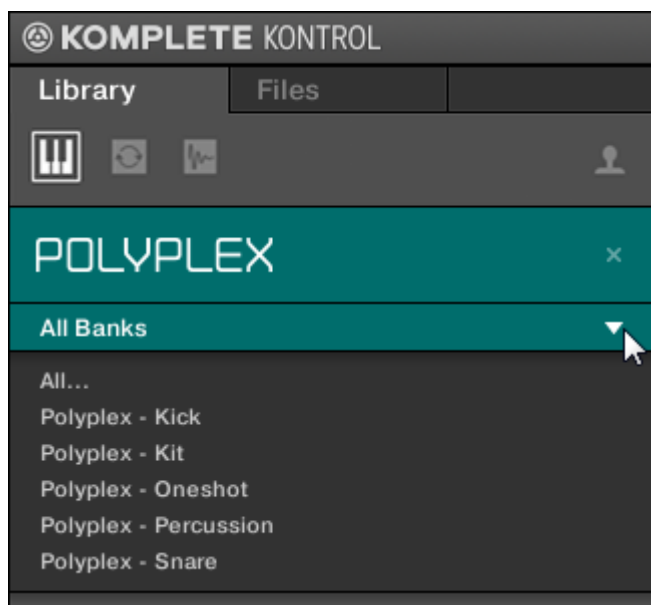 KOMPLETE KONTROL
Library Files
POLYPLEX
All Banks
All...
Polyplex - Kick
Polyplex - Kit
Polyplex - Oneshot
Polyplex - Percussion
Polyplex - Snare